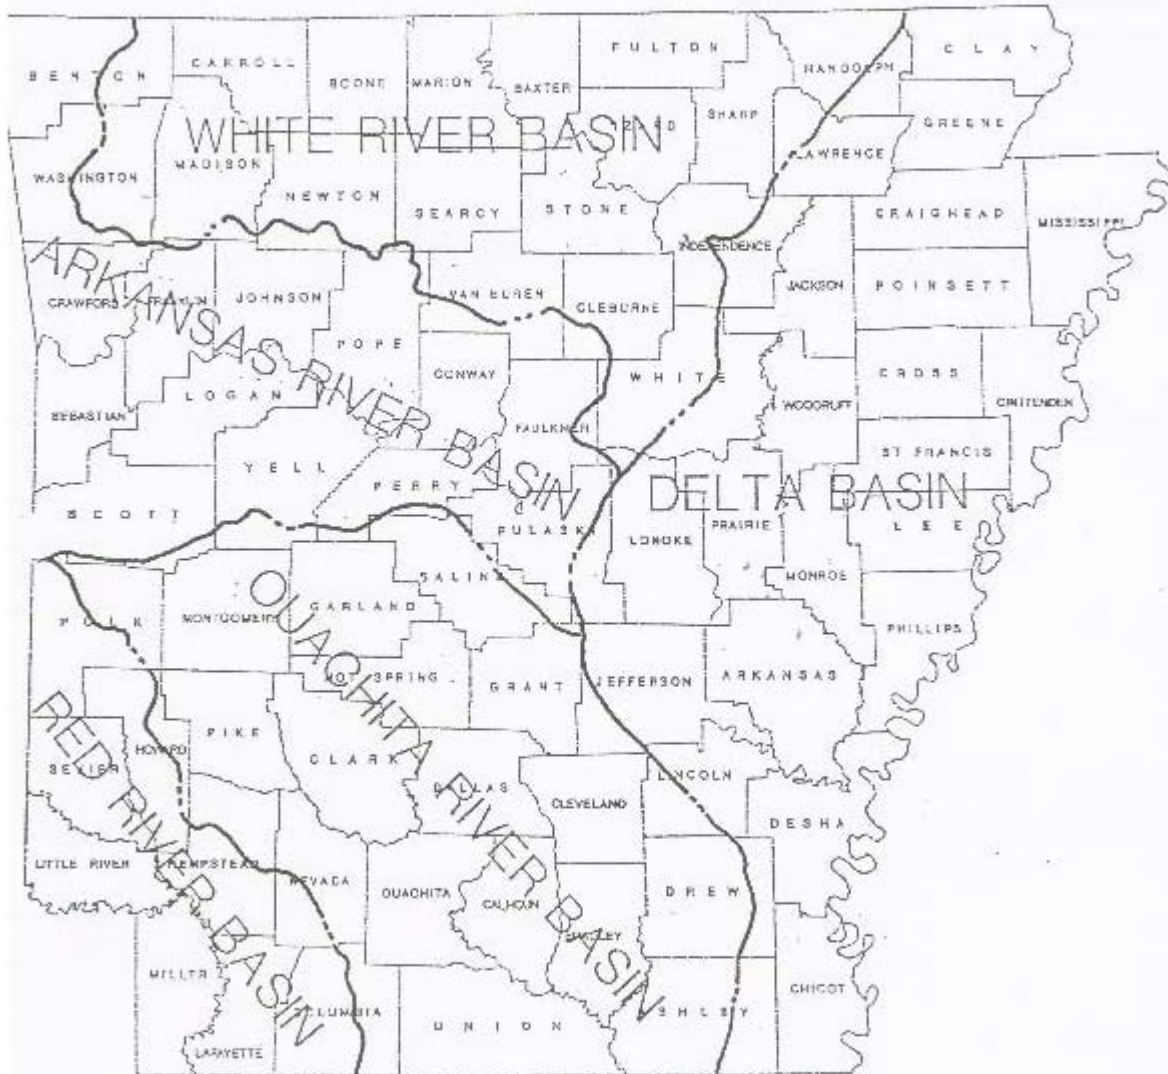 CLAY
FULTON
RANDOLPH
CARROLL
BENTON
BOONE
MARION
BAXTER
SHARP
GREENE
WHITE RIVER BASIN
LAWRENCE
MADISON
WASHINGTON
NEWTON
SEARCY
STONE
CRAIGHEAD
MISSISSIPPI
INDEPENDENCE
ARKANSAS RIVER BASIN
CRAWFORD
FRANKLIN
JOHNSON
VAN BUREN
CLEBURNE
JACKSON
POINSETT
POPE
CONWAY
WHITE
CROSS
LOGAN
WOODRUFF
CRITTENDEN
SEBASTIAN
FAULKNER
ST FRANCIS
YELL
PERRY
DELTA BASIN
SCOTT
PULASK
LONOKE
PRAIRIE
LEE
SALINE
MONROE
GARLAND
MONTGOMERY
POLK
OUACHITA RIVER BASIN
PHILLIPS
HOT SPRING
GRANT
JEFFERSON
ARKANSAS
RED RIVER BASIN
PIKE
HOWARD
SEVIER
CLARK
DALLAS
LINCOLN
CLEVELAND
DESHA
LITTLE RIVER
HEMPSTEAD
NEVADA
OUACHITA
CALHOUN
DREW
BRADLEY
MILLER
CHICOT
COLUMBIA
UNION
SHLEY
LAFAYETTE